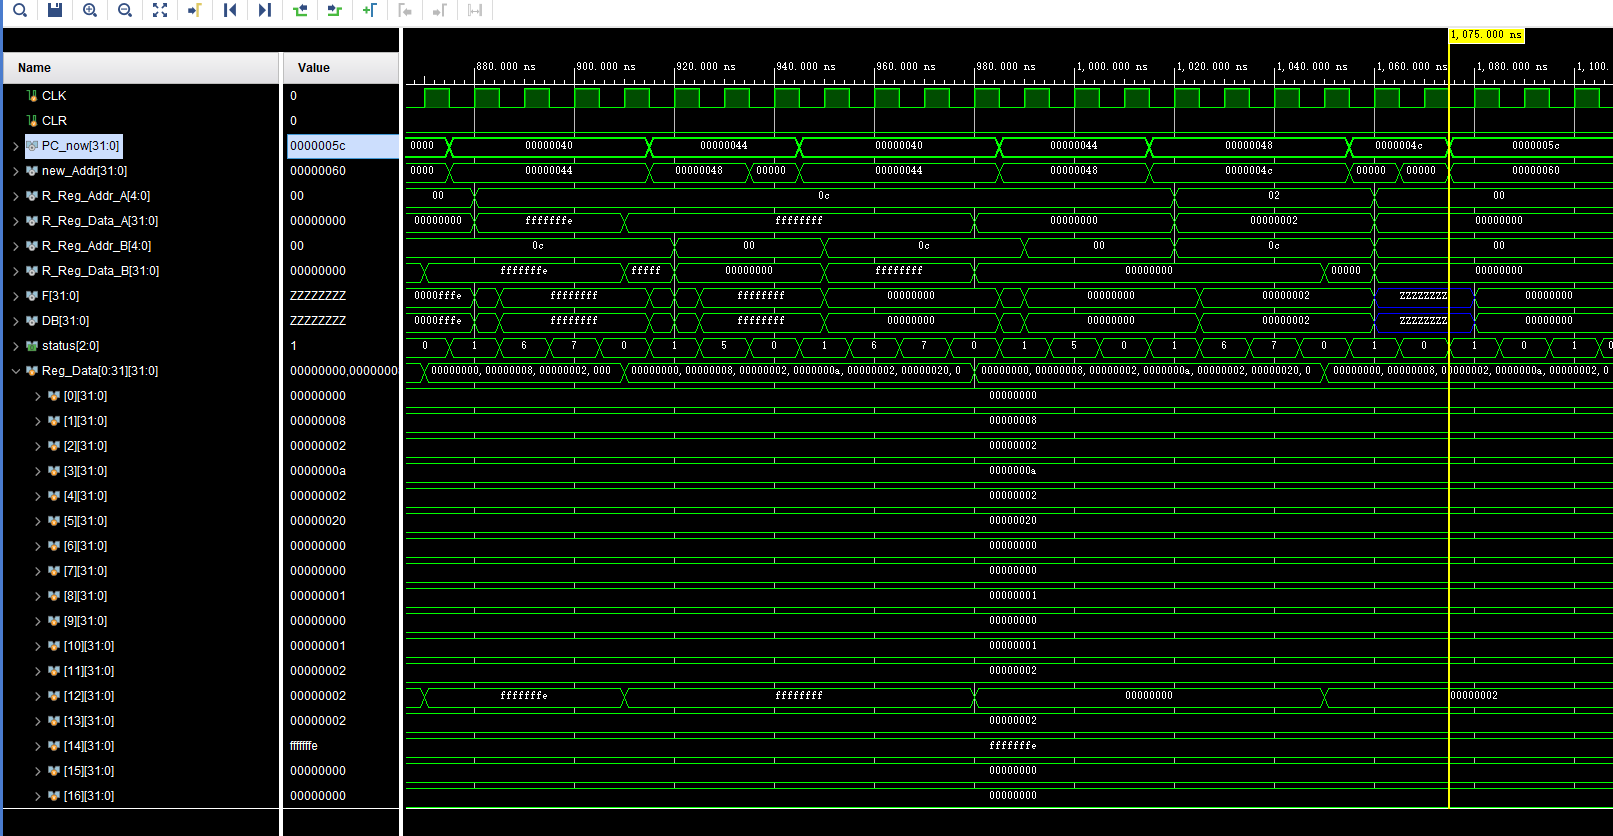 1,075.000 ns
Name Value 880.000 ns 900.000 ns 920.000 ns 940.000 ns 960.000 ns 980.000 ns 1,000.000 ns 1,020.000 ns 1,040.000 ns 1,060.000 ns 1,080.000 ns 1,100.
CLK 0
CLR 0
PC_now[31:0] 0000005c 0000 00000040 00000044 00000040 00000044 00000048 0000004c 0000005c
new_Addr[31:0] 00000060 0000 00000044 00000048 00000 00000044 00000048 0000004c 00000 00000 00000060
R_Reg_Addr_A[4:0] 00 00 0c 02 00
R_Reg_Data_A[31:0] 00000000 00000000 fffffffe ffffffff 00000000 00000002 00000000
R_Reg_Addr_B[4:0] 00 0c 00 0c 00 0c 00
R_Reg_Data_B[31:0] 00000000 fffffffe fffff 00000000 ffffffff 00000000 00000 00000000
F[31:0] ZZZZZZZZ 0000fffe ffffffff ffffffff 00000000 00000000 00000002 ZZZZZZZZ 00000000
DB[31:0] ZZZZZZZZ 0000fffe ffffffff ffffffff 00000000 00000000 00000002 ZZZZZZZZ 00000000
status[2:0] 1 0 1 6 7 0 1 5 0 1 6 7 0 1 5 0 1 6 7 0 1 0 1 0 1 0
Reg_Data[0:31][31:0] 00000000,0000000 00000000,00000008,00000002,000 00000000,00000008,00000002,0000000a,00000002,00000020,0 00000000,00000008,00000002,0000000a,00000002,00000020,0 00000000,00000008,00000002,0000000a,00000002,0
[0][31:0] 00000000 00000000
[1][31:0] 00000008 00000008
[2][31:0] 00000002 00000002
[3][31:0] 0000000a 0000000a
[4][31:0] 00000002 00000002
[5][31:0] 00000020 00000020
[6][31:0] 00000000 00000000
[7][31:0] 00000000 00000000
[8][31:0] 00000001 00000001
[9][31:0] 00000000 00000000
[10][31:0] 00000001 00000001
[11][31:0] 00000002 00000002
[12][31:0] 00000002 fffffffe ffffffff 00000000 00000002
[13][31:0] 00000002 00000002
[14][31:0] fffffffe fffffffe
[15][31:0] 00000000 00000000
[16][31:0] 00000000 00000000